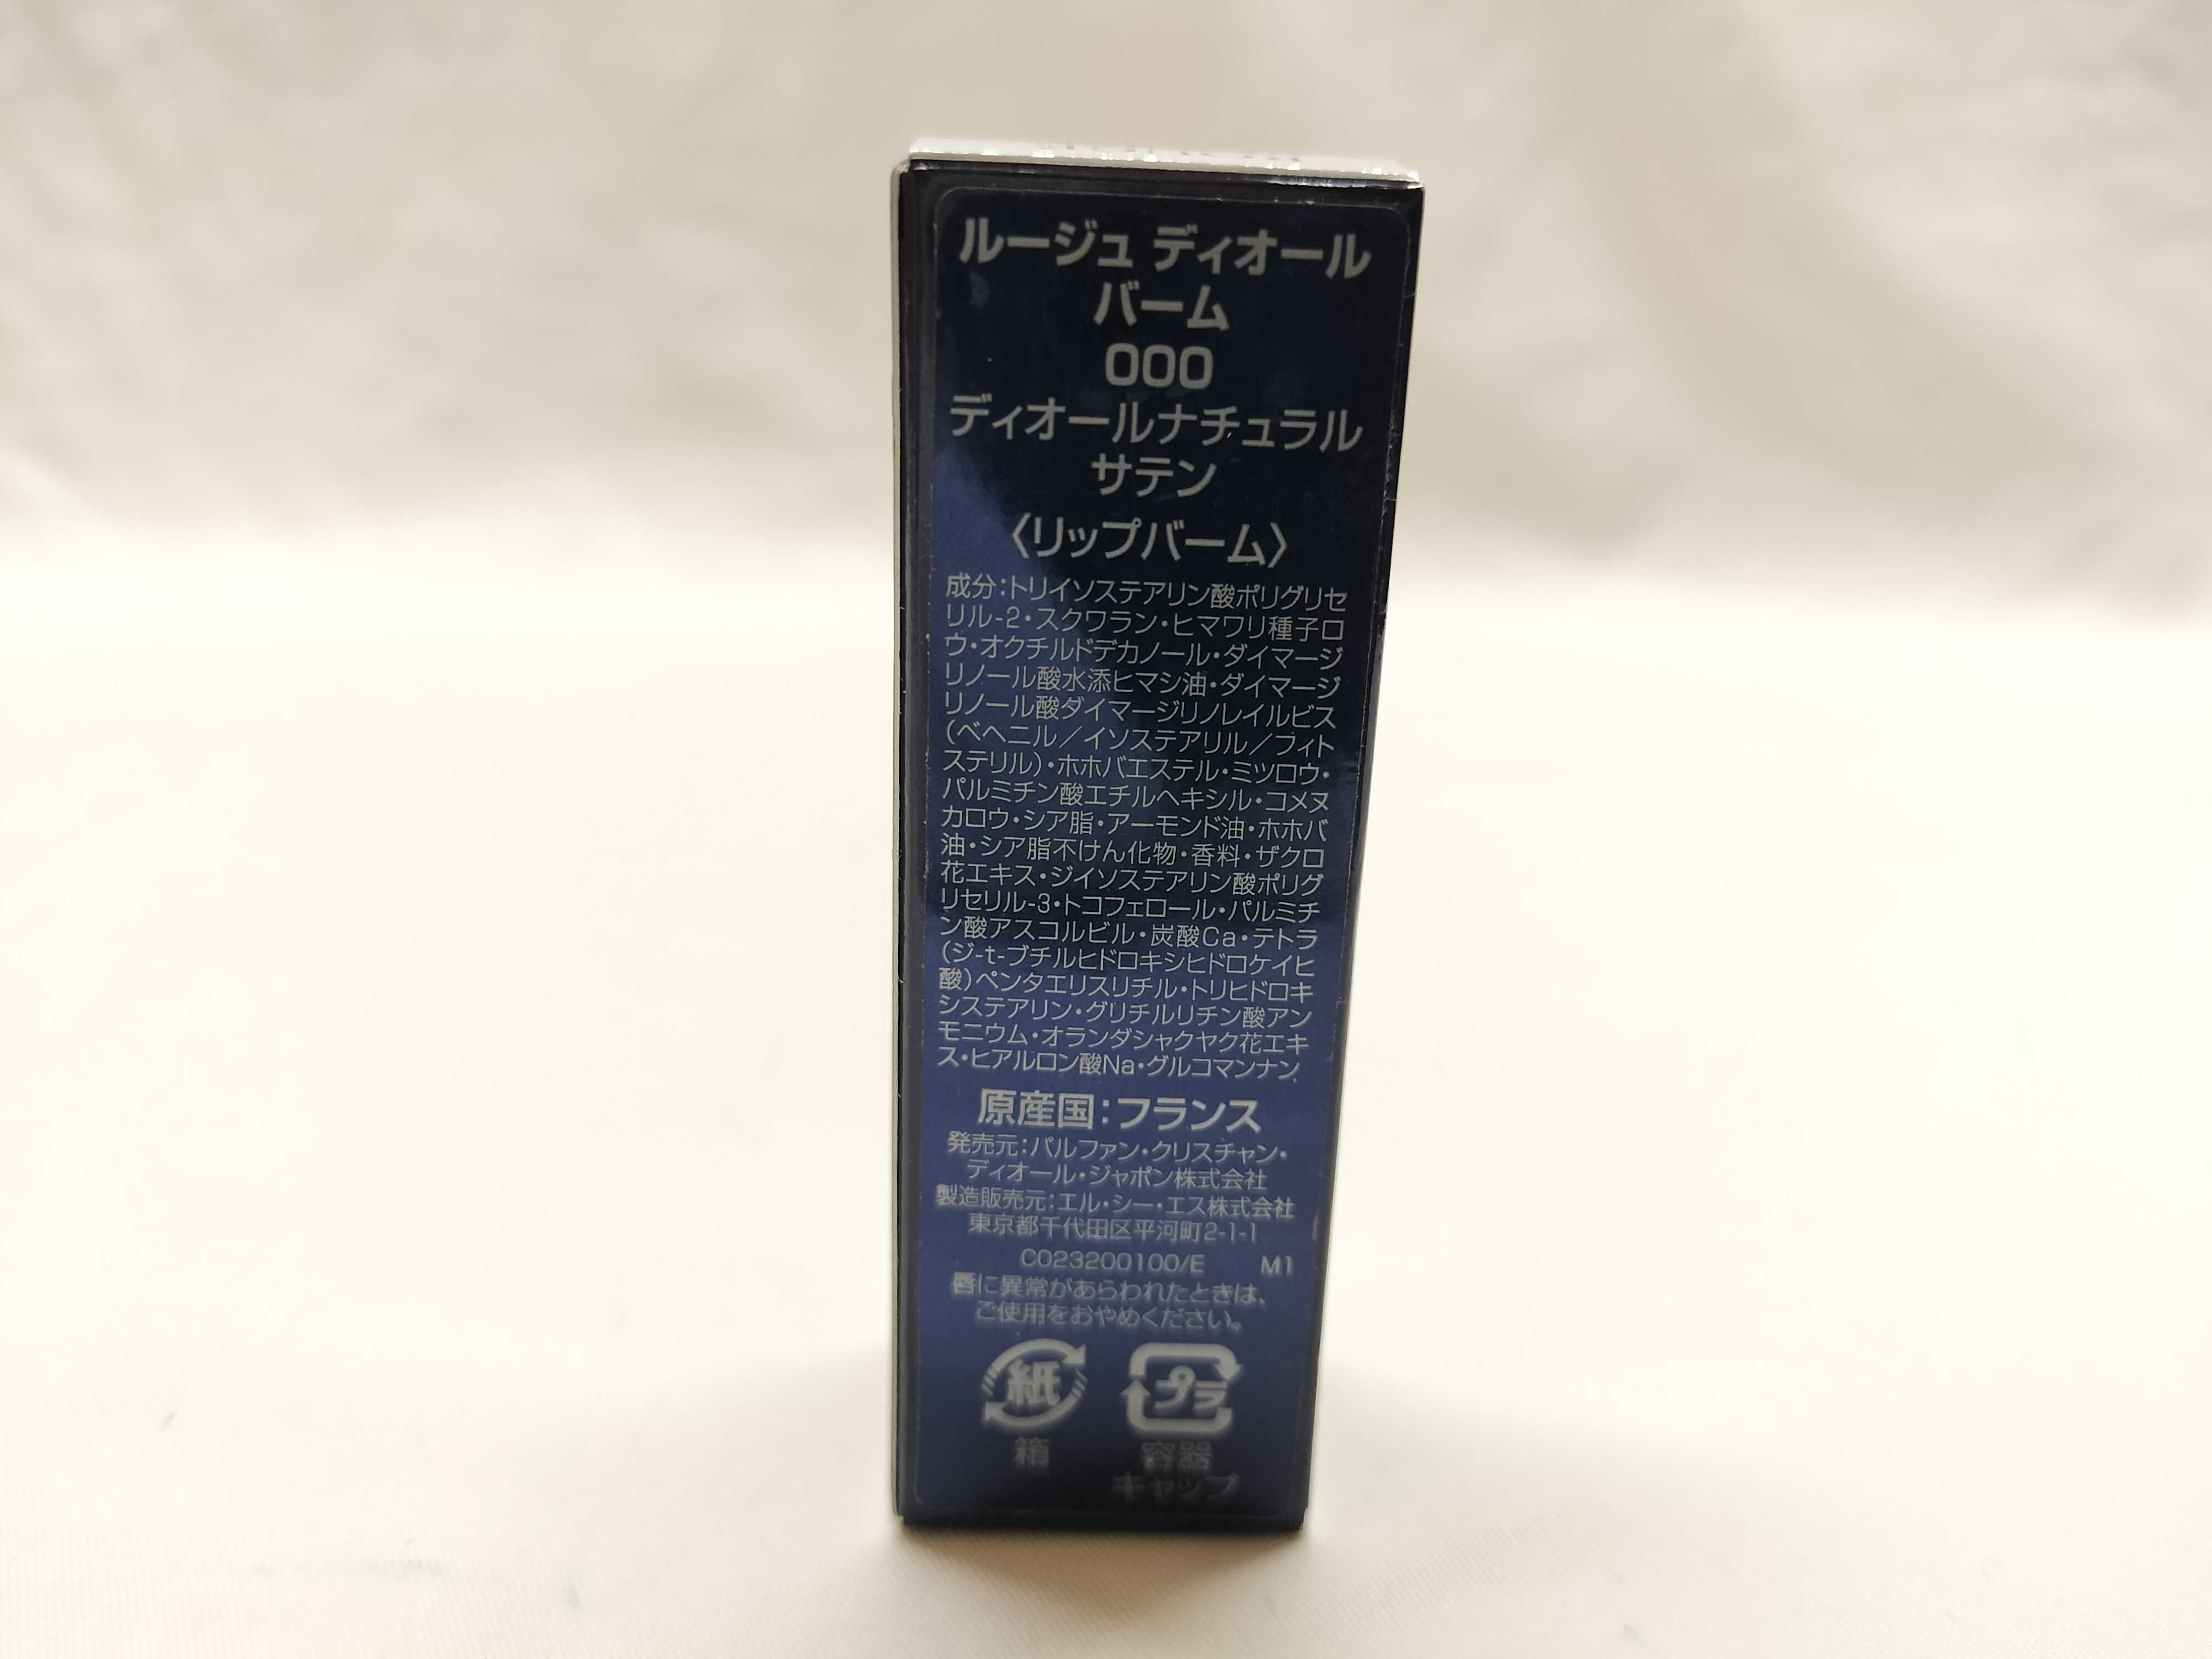 ルージュ ディオール
バーム
000
ディオールナチュラル
サテン
〈リップバーム〉
成分:トリイソステアリン酸ポリグリセ
リル-2・スクワラン・ヒマワリ種子ロ
ウ・オクチルドデカノール・ダイマージ
リノール酸水添ヒマシ油・ダイマージ
リノール酸ダイマージリノレイルビス
(ベヘニル/イソステアリル/フィト
ステリル)・ホホバエステル・ミツロウ・
パルミチン酸エチルヘキシル・コメヌ
カロウ・シア脂・アーモンド油・ホホバ
油・シア脂不けん化物・香料・ザクロ
花エキス・ジイソステアリン酸ポリグ
リセリル-3・トコフェロール・パルミチ
ン酸アスコルビル・炭酸Ca・テトラ
(ジ-t-ブチルヒドロキシヒドロケイヒ
酸)ペンタエリスリチル・トリヒドロキ
システアリン・グリチルリチン酸アン
モニウム・オランダシャクヤク花エキ
ス・ヒアルロン酸Na・グルコマンナン
原産国:フランス
発売元:パルファン・クリスチャン・
ディオール・ジャポン株式会社
製造販売元:エル・シー・エス株式会社
東京都千代田区平河町2-1-1
C023200100/E M1
唇に異常があらわれたときは、
ご使用をおやめください。
紙 プラ
箱 容器
キャップ